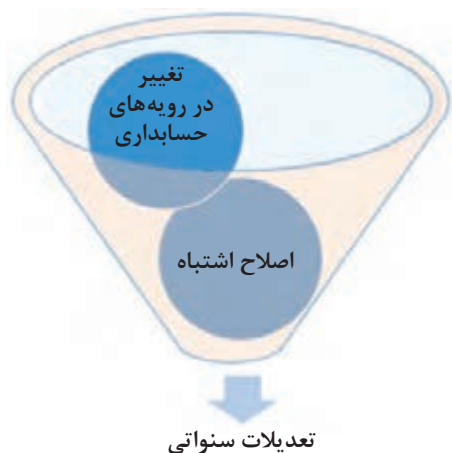 تغییر
در رویه‌های
حسابداری
اصلاح اشتباه
تعدیلات سنواتی